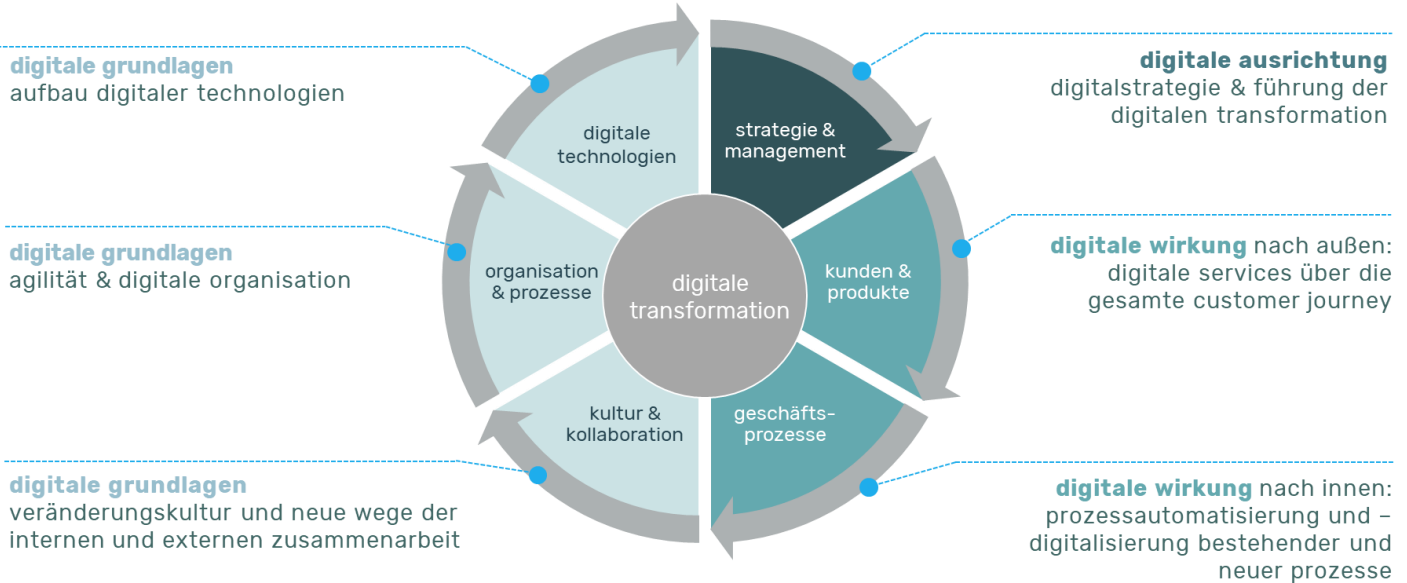 digitale grundlagen
aufbau digitaler technologien
digitale ausrichtung
digitalstrategie & führung der
digitalen transformation
digitale
technologien
strategie &
management
digitale grundlagen
agilität & digitale organisation
organisation
& prozesse
digitale
transformation
kunden &
produkte
digitale wirkung nach außen:
digitale services über die
gesamte customer journey
kultur &
kollaboration
geschäfts-
prozesse
digitale grundlagen
veränderungskultur und neue wege der
internen und externen zusammenarbeit
digitale wirkung nach innen:
prozessautomatisierung und –
digitalisierung bestehender und
neuer prozesse